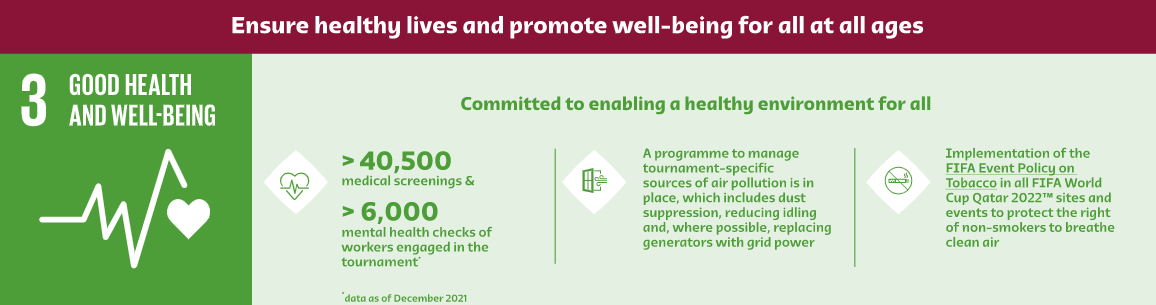 Ensure healthy lives and promote well-being for all at all ages
3 GOOD HEALTH
AND WELL-BEING
Committed to enabling a healthy environment for all
> 40,500
medical screenings &
> 6,000
mental health checks of
workers engaged in the
tournament*
*data as of December 2021
A programme to manage
tournament-specific
sources of air pollution is in
place, which includes dust
suppression, reducing idling
and, where possible, replacing
generators with grid power
Implementation of the
FIFA Event Policy on
Tobacco in all FIFA World
Cup Qatar 2022™ sites and
events to protect the right
of non-smokers to breathe
clean air